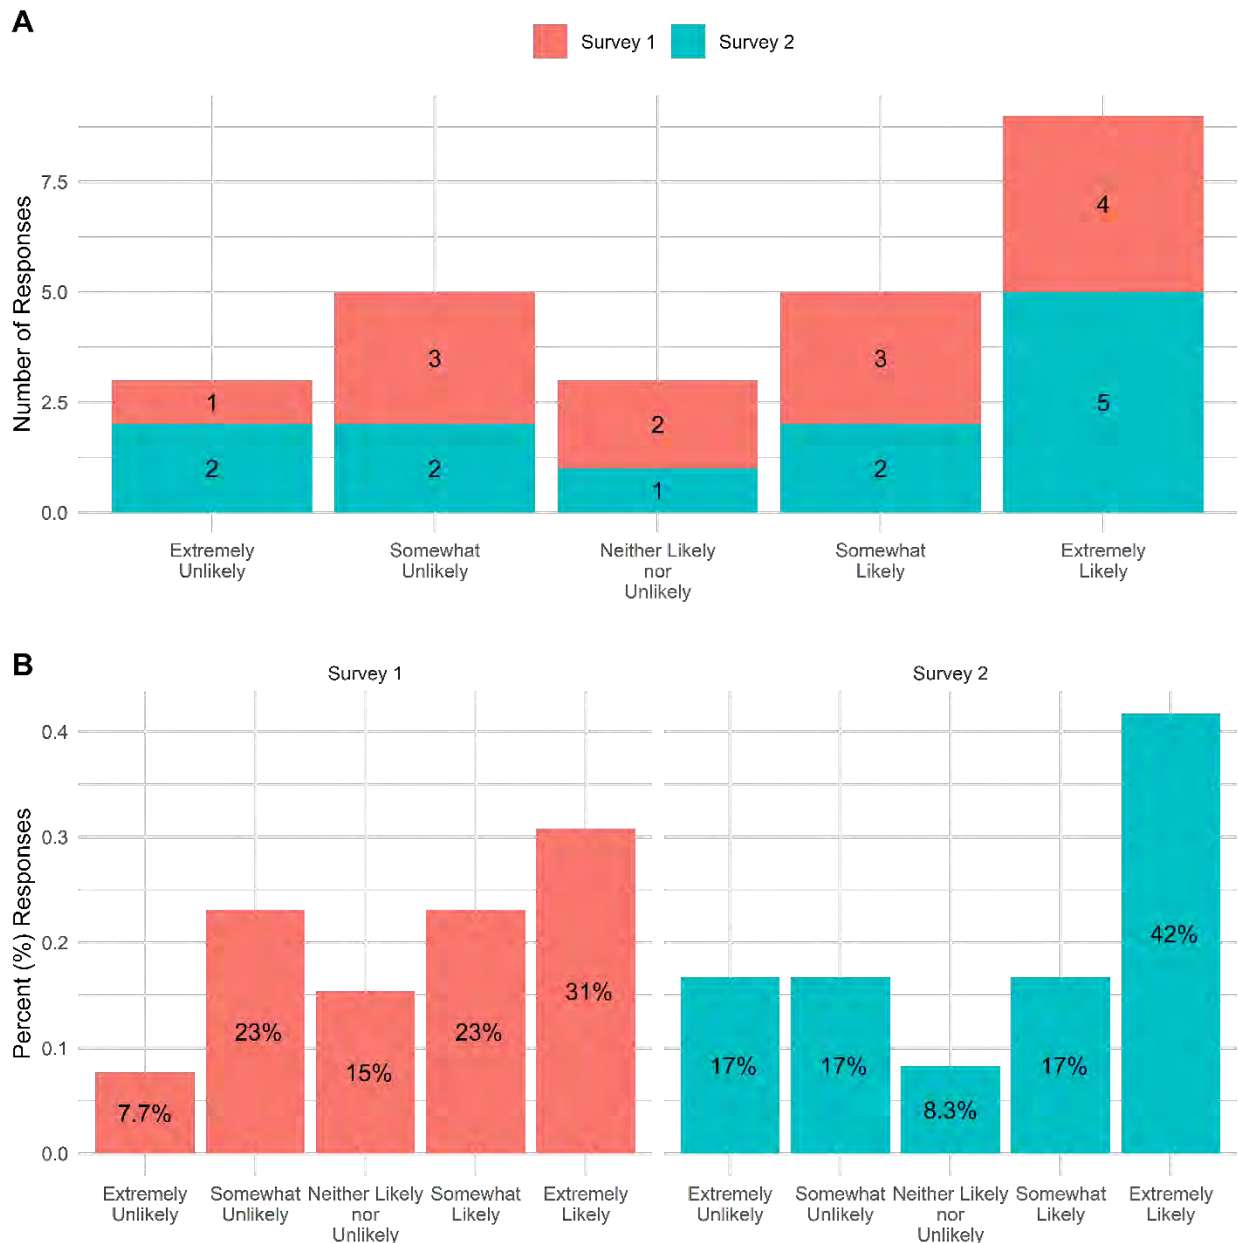 A
Survey 1 Survey 2
Number of Responses
7.5
5.0
2.5
0.0
1
2
3
2
2
1
3
2
4
5
Extremely Unlikely
Somewhat Unlikely
Neither Likely nor Unlikely
Somewhat Likely
Extremely Likely
B
Survey 1
Survey 2
Percent (%) Responses
0.4
0.3
0.2
0.1
0.0
7.7%
23%
15%
23%
31%
17%
17%
8.3%
17%
42%
Extremely Unlikely
Somewhat Unlikely
Neither Likely nor Unlikely
Somewhat Likely
Extremely Likely
Extremely Unlikely
Somewhat Unlikely
Neither Likely nor Unlikely
Somewhat Likely
Extremely Likely